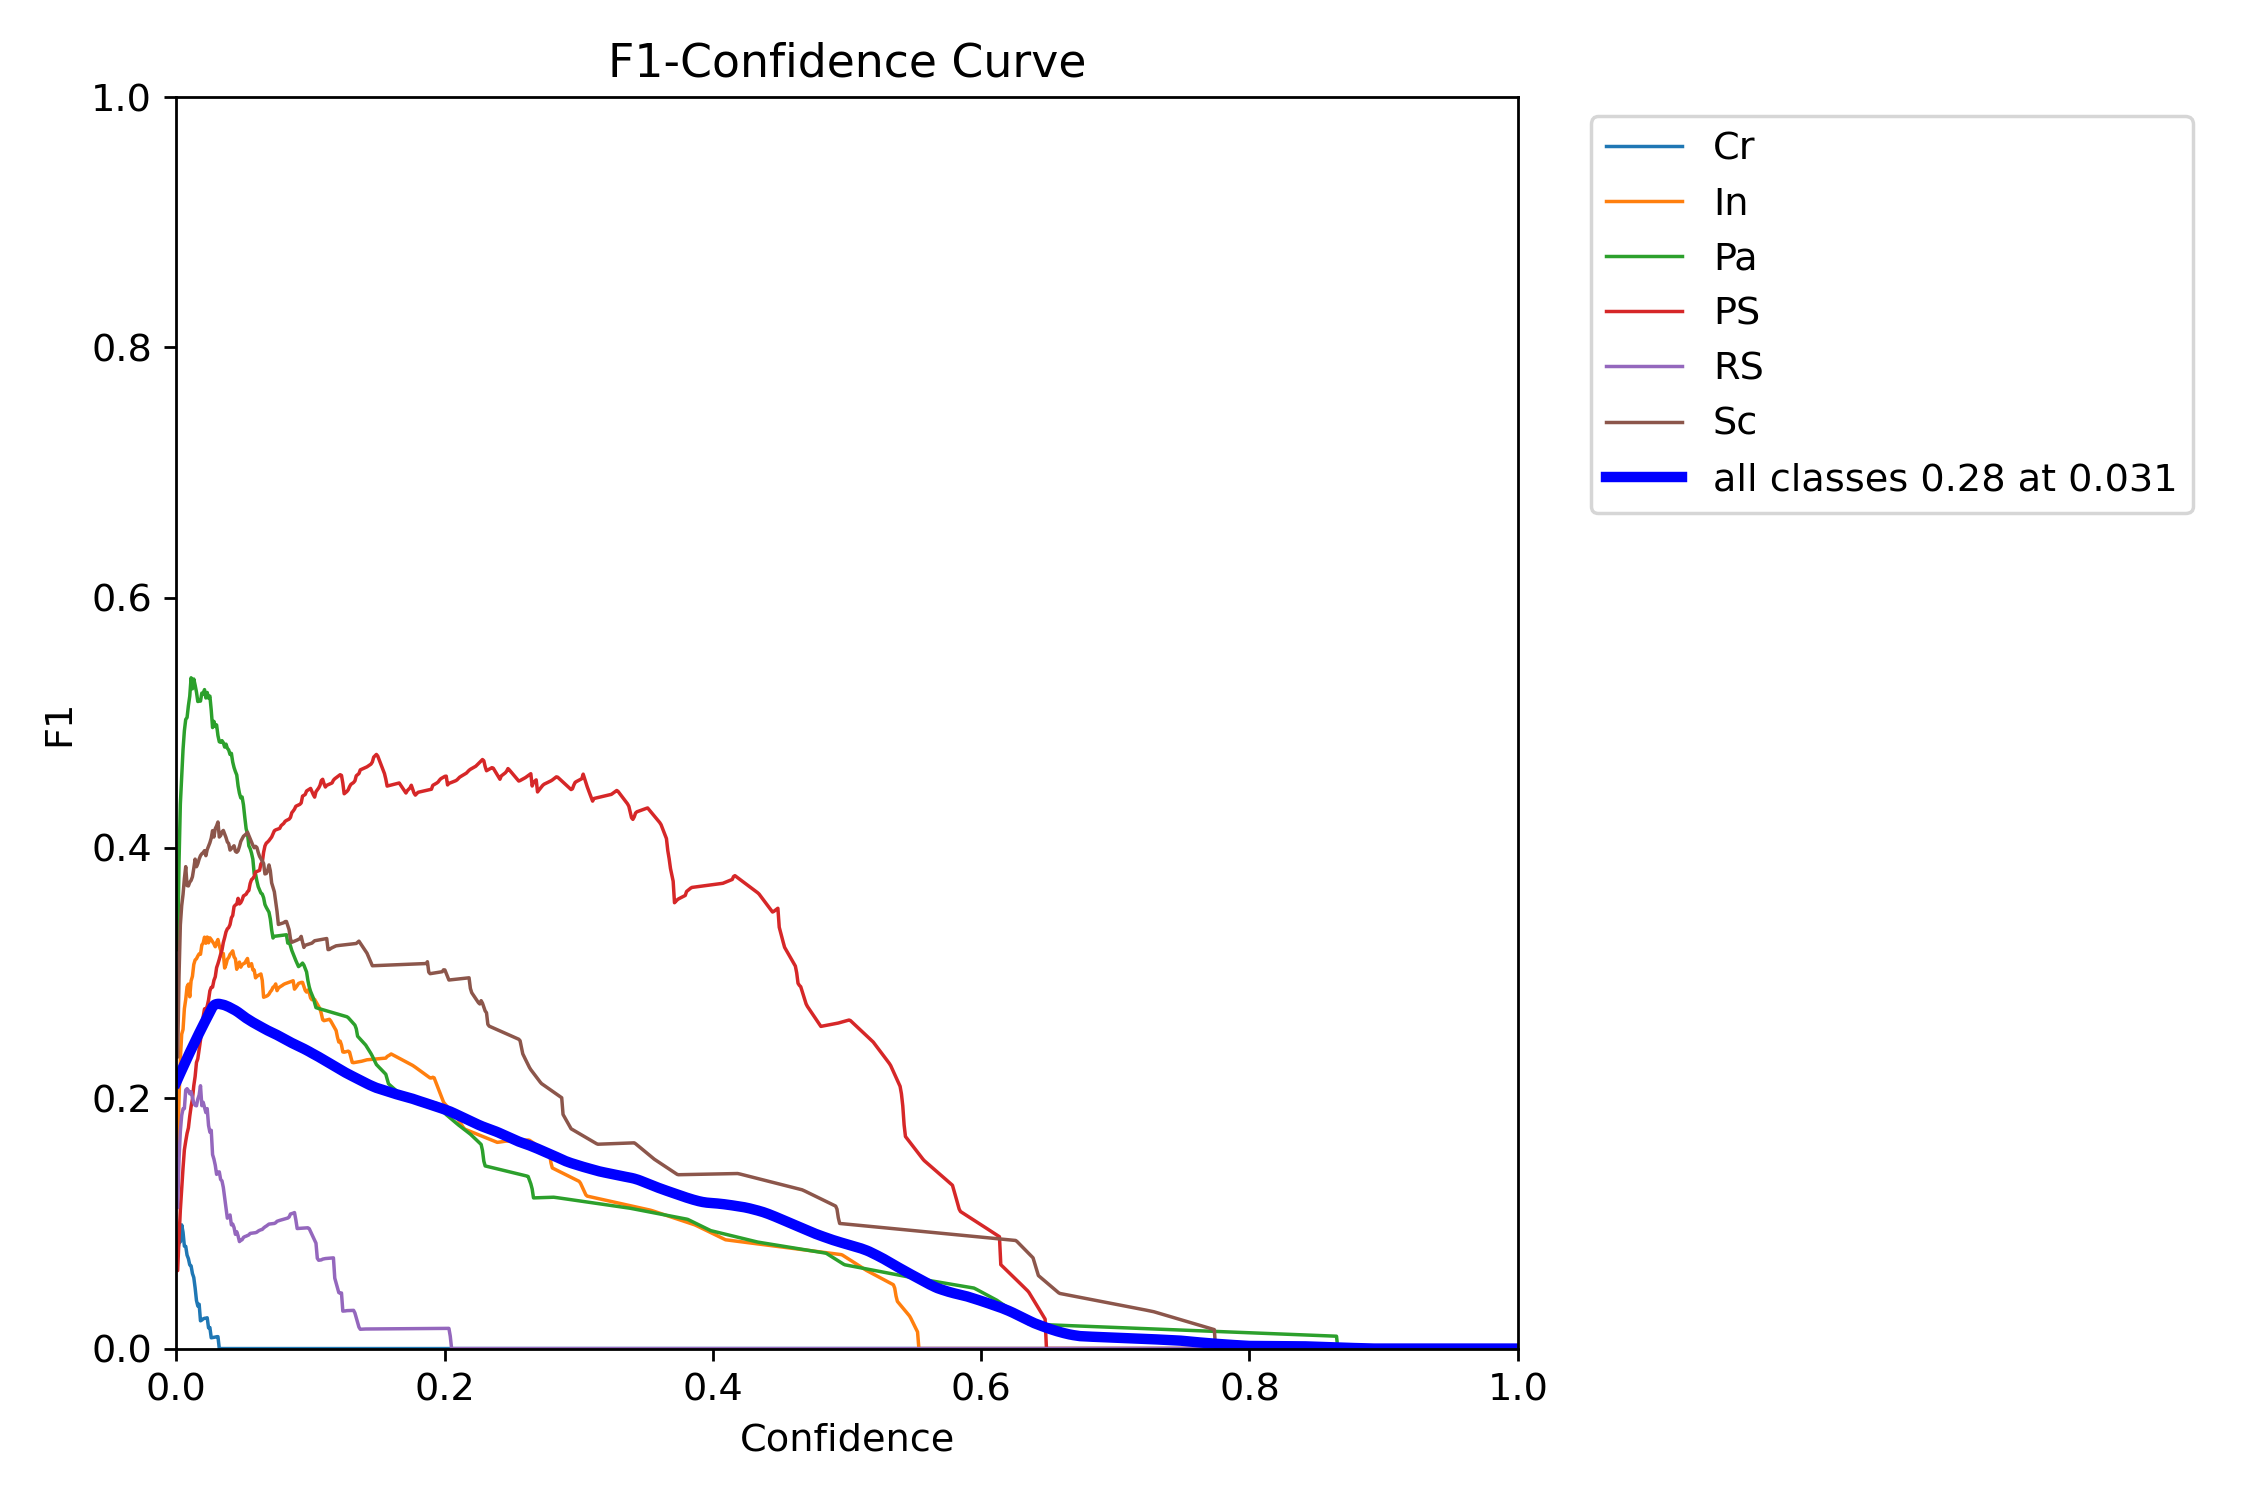 F1-Confidence Curve
1.0
0.8
0.6
0.4
0.2
0.0
F1
0.0 0.2 0.4 0.6 0.8 1.0
Confidence
Cr
In
Pa
PS
RS
Sc
all classes 0.28 at 0.031